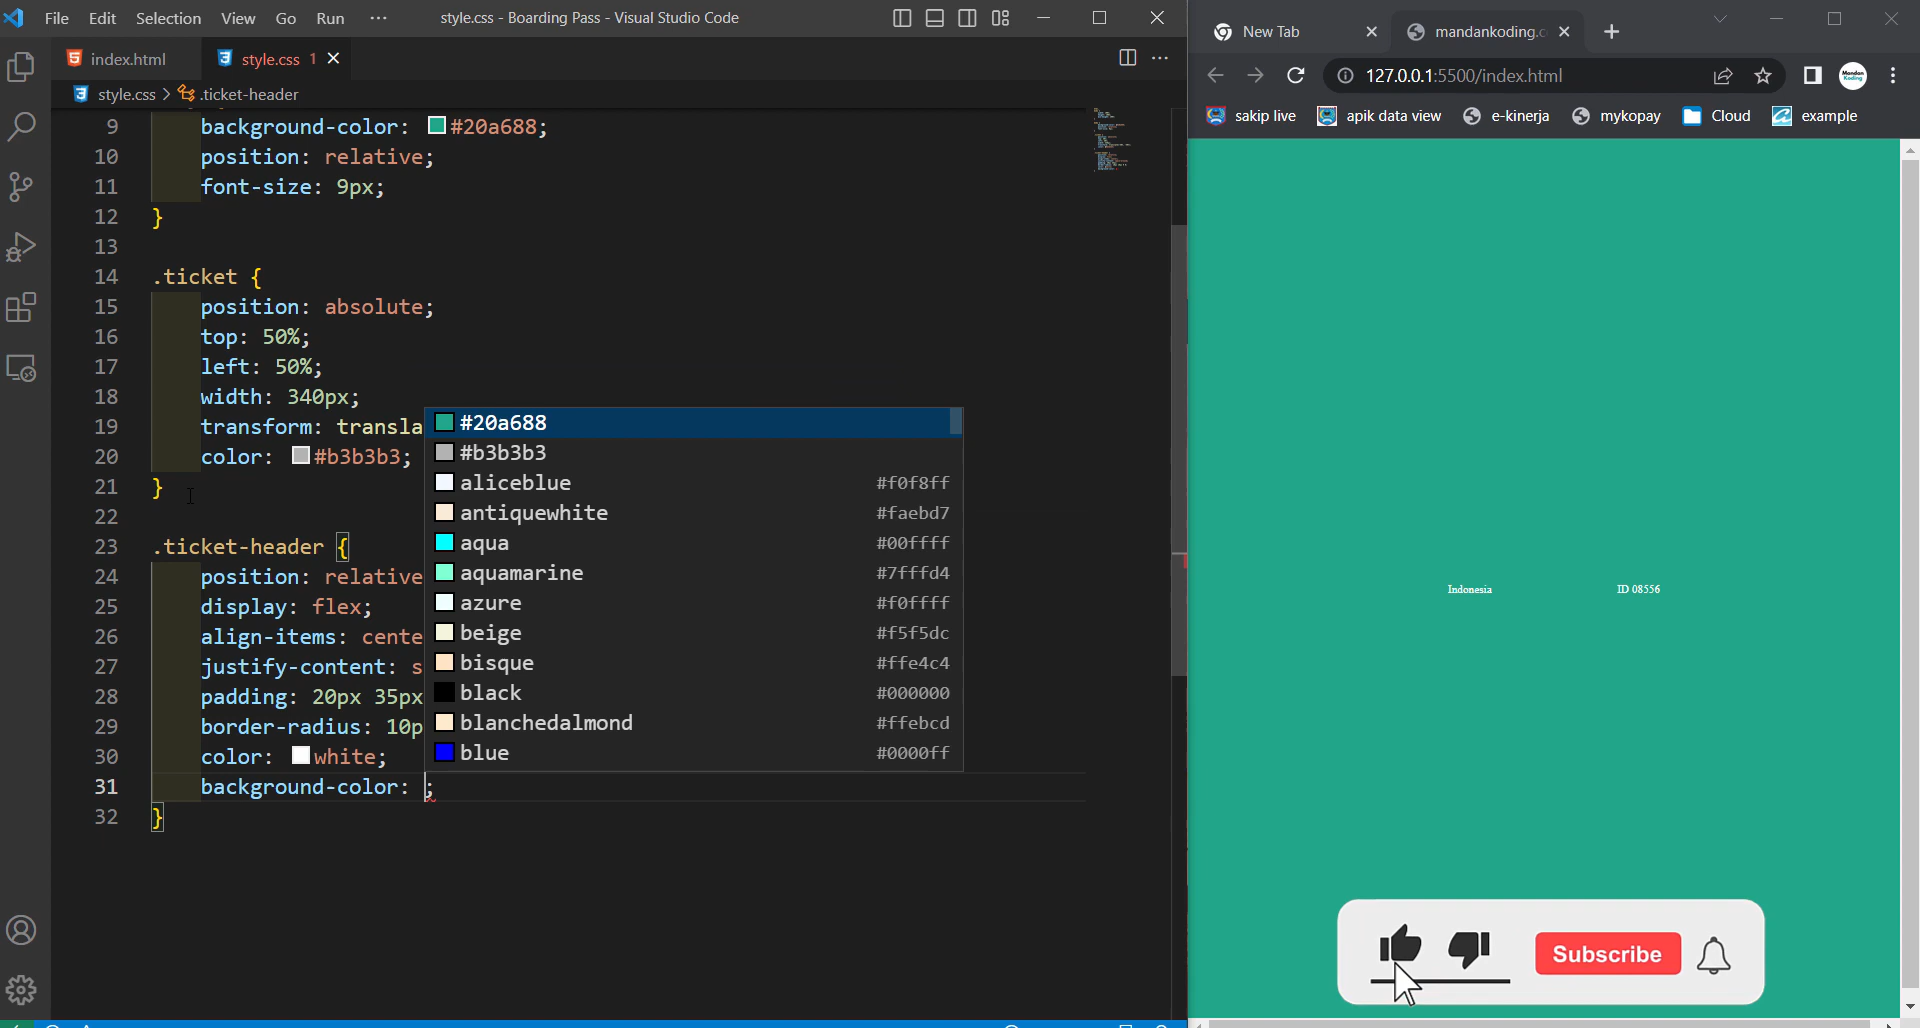 File Edit Selection View Go Run ··· style.css - Boarding Pass - Visual Studio Code
index.html style.css 1
style.css > .ticket-header
9 background-color: #20a688;
10 position: relative;
11 font-size: 9px;
12 }
13
14 .ticket {
15 position: absolute;
16 top: 50%;
17 left: 50%;
18 width: 340px;
19 transform: transla
20 color: #b3b3b3;
21 }
22
23 .ticket-header {
24 position: relative
25 display: flex;
26 align-items: cente
27 justify-content: s
28 padding: 20px 35px
29 border-radius: 10p
30 color: white;
31 background-color: ;
32 }
#20a688
#b3b3b3
aliceblue #f0f8ff
antiquewhite #faebd7
aqua #00ffff
aquamarine #7fffd4
azure #f0ffff
beige #f5f5dc
bisque #ffe4c4
black #000000
blanchedalmond #ffebcd
blue #0000ff
New Tab mandankoding.c
127.0.0.1:5500/index.html
Mandan
Koding
sakip live apik data view e-kinerja mykopay Cloud example
Indonesia ID 08556
Subscribe